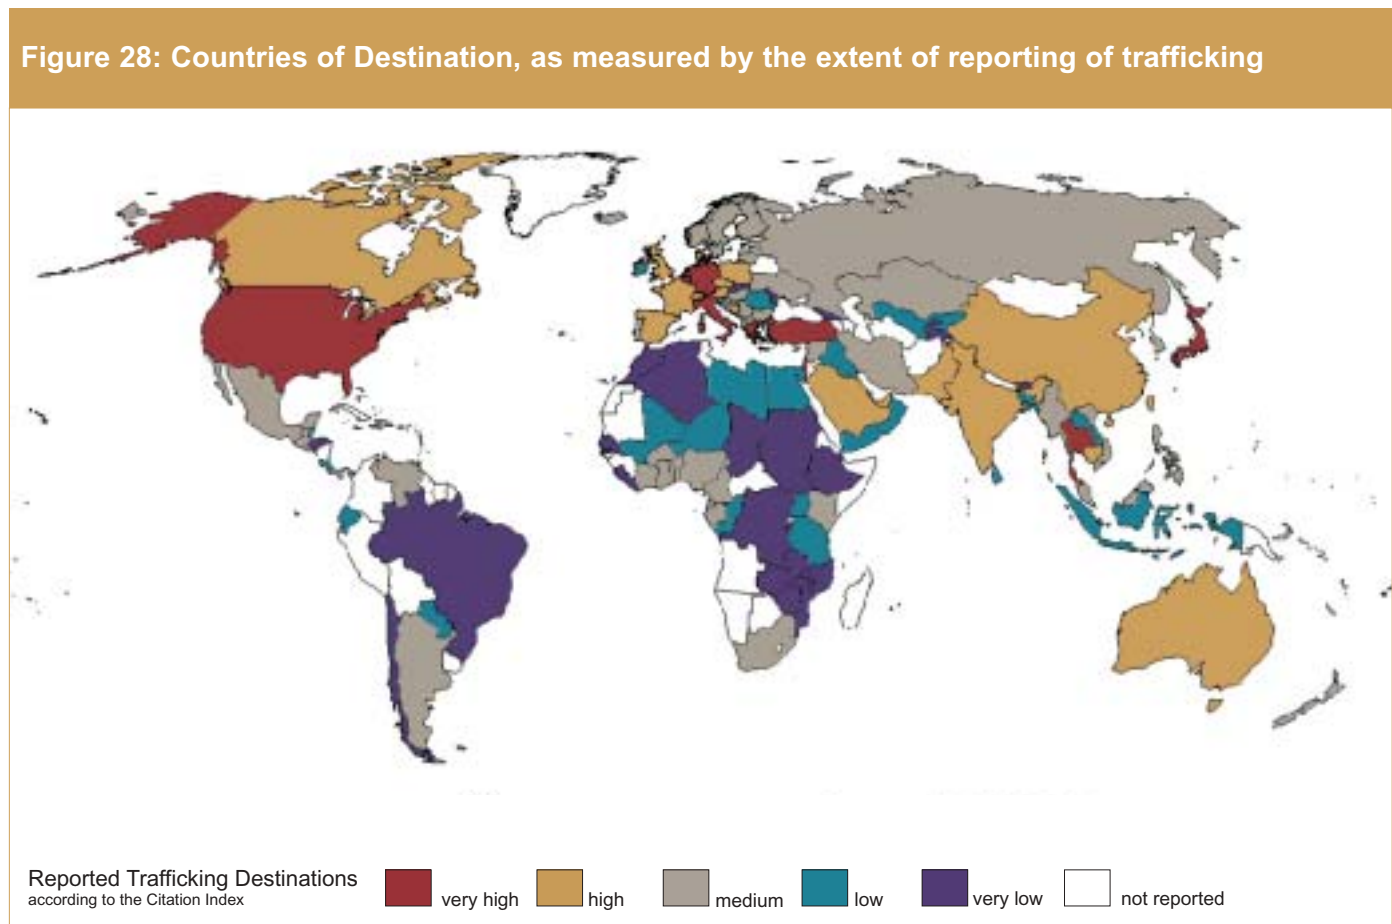 Figure 28: Countries of Destination, as measured by the extent of reporting of trafficking
Reported Trafficking Destinations
according to the Citation Index
very high
high
medium
low
very low
not reported